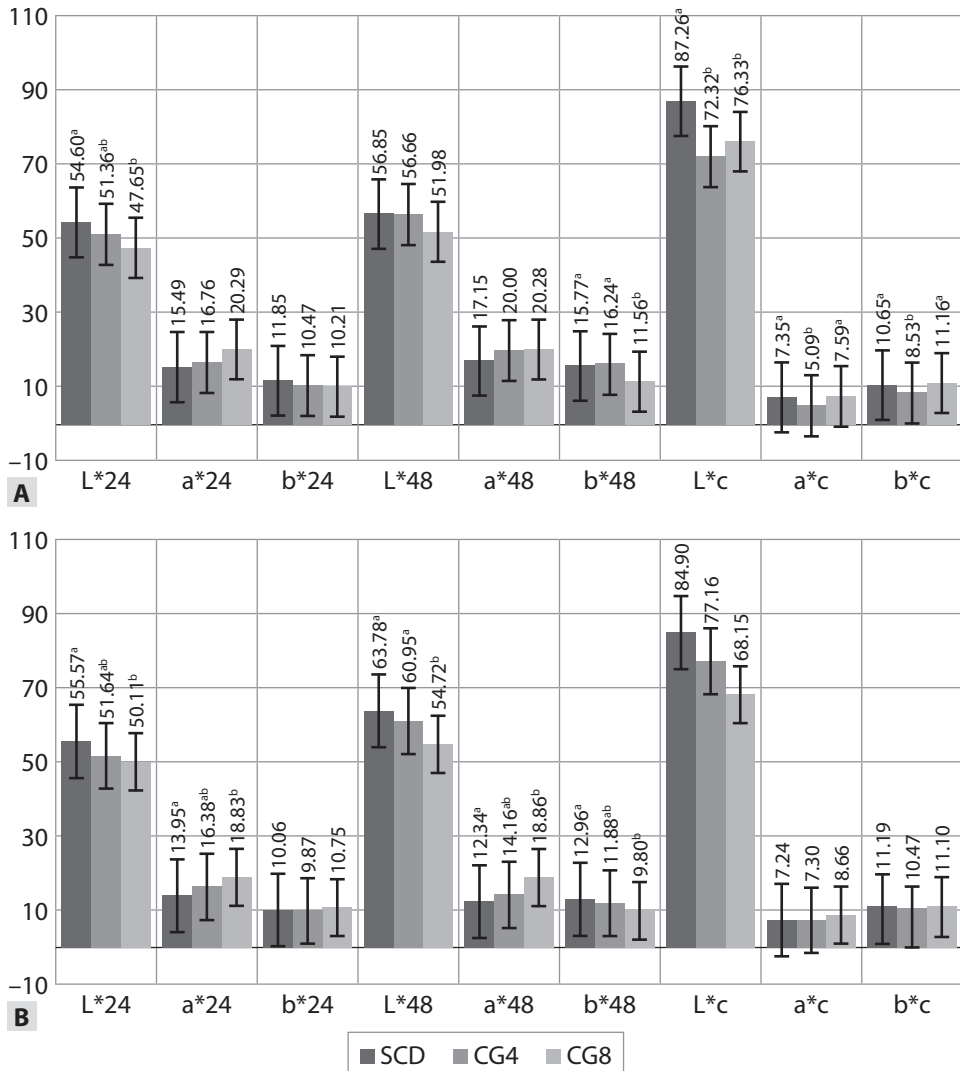 110
90
70
50
30
10
–10
54.60ᵃ
51.36ᵃᵇ
47.65ᵇ
15.49
16.76
20.29
11.85
10.47
10.21
56.85
56.66
51.98
17.15
20.00
20.28
15.77ᵃ
16.24ᵃ
11.56ᵇ
87.26ᵃ
72.32ᵇ
76.33ᵇ
7.35ᵃ
5.09ᵇ
7.59ᵃ
10.65ᵃ
8.53ᵇ
11.16ᵃ
A
L*24 a*24 b*24 L*48 a*48 b*48 L*c a*c b*c
110
90
70
50
30
10
–10
55.57ᵃ
51.64ᵃᵇ
50.11ᵇ
13.95ᵃ
16.38ᵃᵇ
18.83ᵇ
10.06
9.87
10.75
63.78ᵃ
60.95ᵃ
54.72ᵇ
12.34ᵃ
14.16ᵃᵇ
18.86ᵇ
12.96ᵃ
11.88ᵃᵇ
9.80ᵇ
84.90
77.16
68.15
7.24
7.30
8.66
11.19
10.47
11.10
B
L*24 a*24 b*24 L*48 a*48 b*48 L*c a*c b*c
SCD CG4 CG8